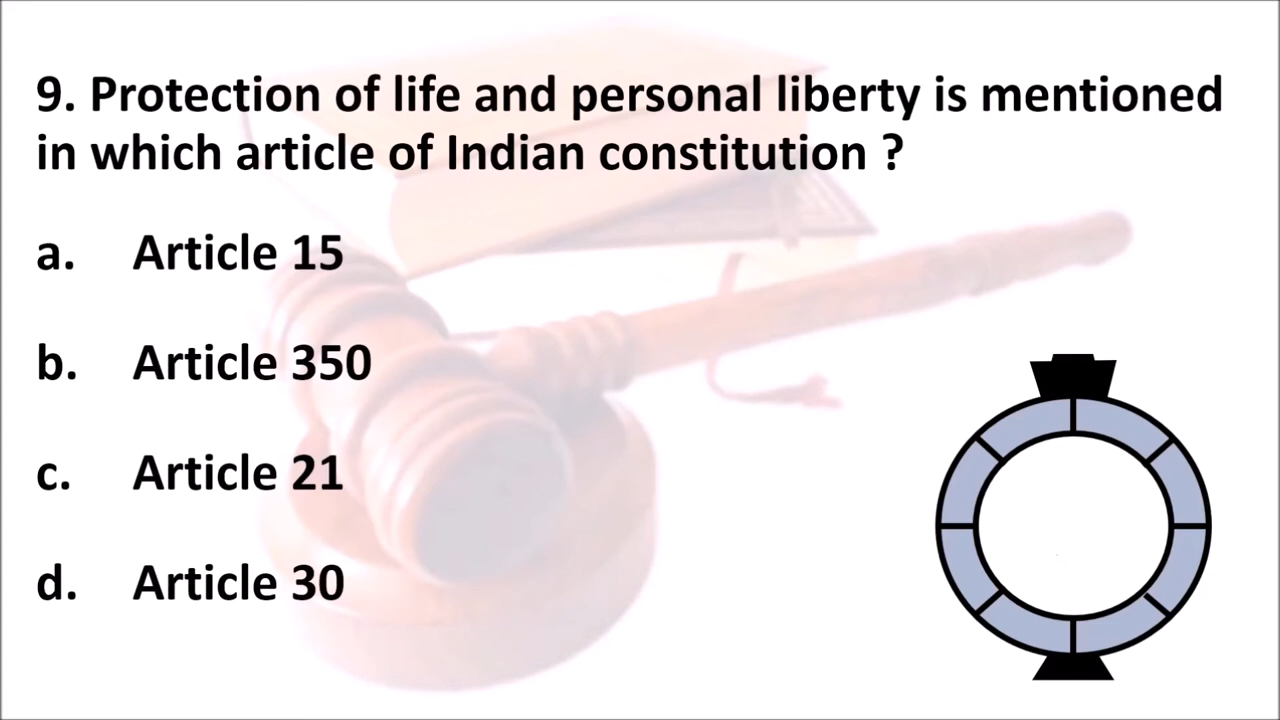 9. Protection of life and personal liberty is mentioned
in which article of Indian constitution ?
a. Article 15
b. Article 350
c. Article 21
d. Article 30